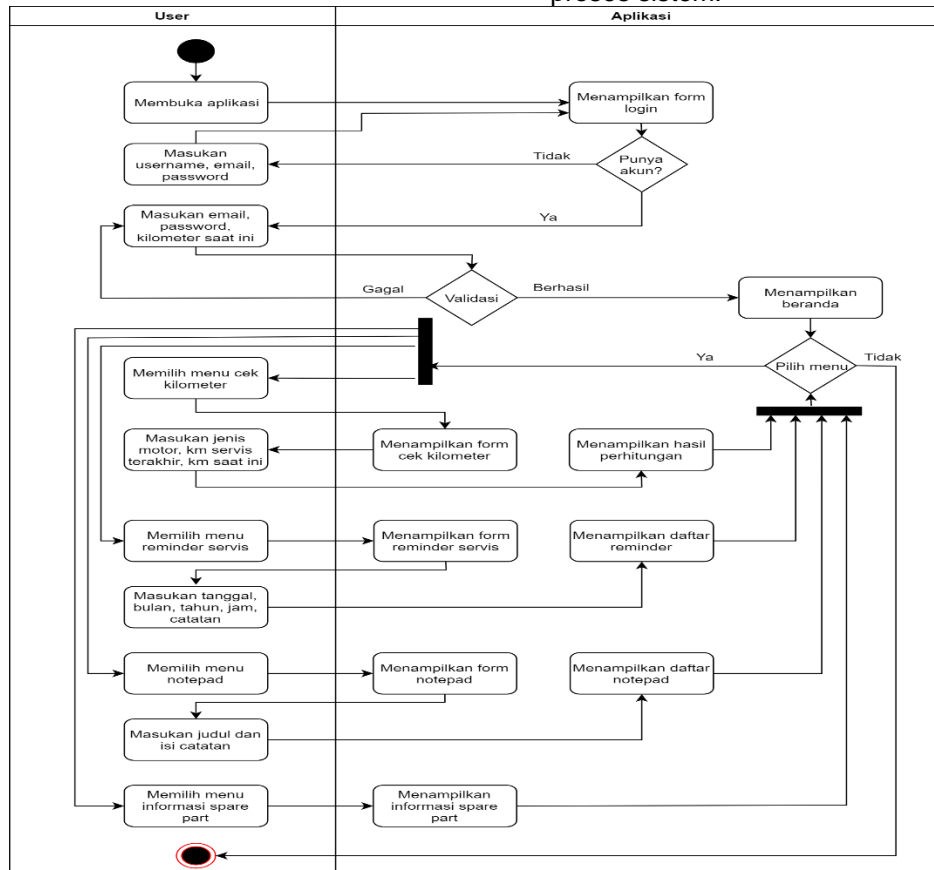 proses sistem.
User
Aplikasi
Membuka aplikasi
Menampilkan form
login
Masukan
username, email,
password
Tidak
Punya
akun?
Masukan email,
password,
kilometer saat ini
Ya
Gagal
Validasi
Berhasil
Menampilkan
beranda
Memilih menu cek
kilometer
Ya
Pilih menu
Tidak
Masukan jenis
motor, km servis
terakhir, km saat ini
Menampilkan form
cek kilometer
Menampilkan hasil
perhitungan
Memilih menu
reminder servis
Menampilkan form
reminder servis
Menampilkan daftar
reminder
Masukan tanggal,
bulan, tahun, jam,
catatan
Memilih menu
notepad
Menampilkan form
notepad
Menampilkan daftar
notepad
Masukan judul dan
isi catatan
Memilih menu
informasi spare
part
Menampilkan
informasi spare
part